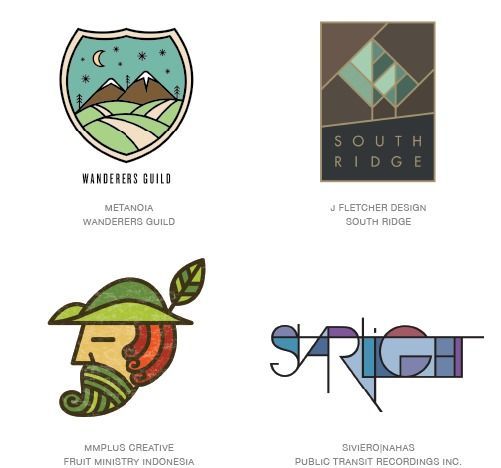 WANDERERS GUILD
METANOIA
WANDERERS GUILD
SOUTH
RIDGE
J FLETCHER DESIGN
SOUTH RIDGE
MMPLUS CREATIVE
FRUIT MINISTRY INDONESIA
SIVIERO|NAHAS
PUBLIC TRANSIT RECORDINGS INC.